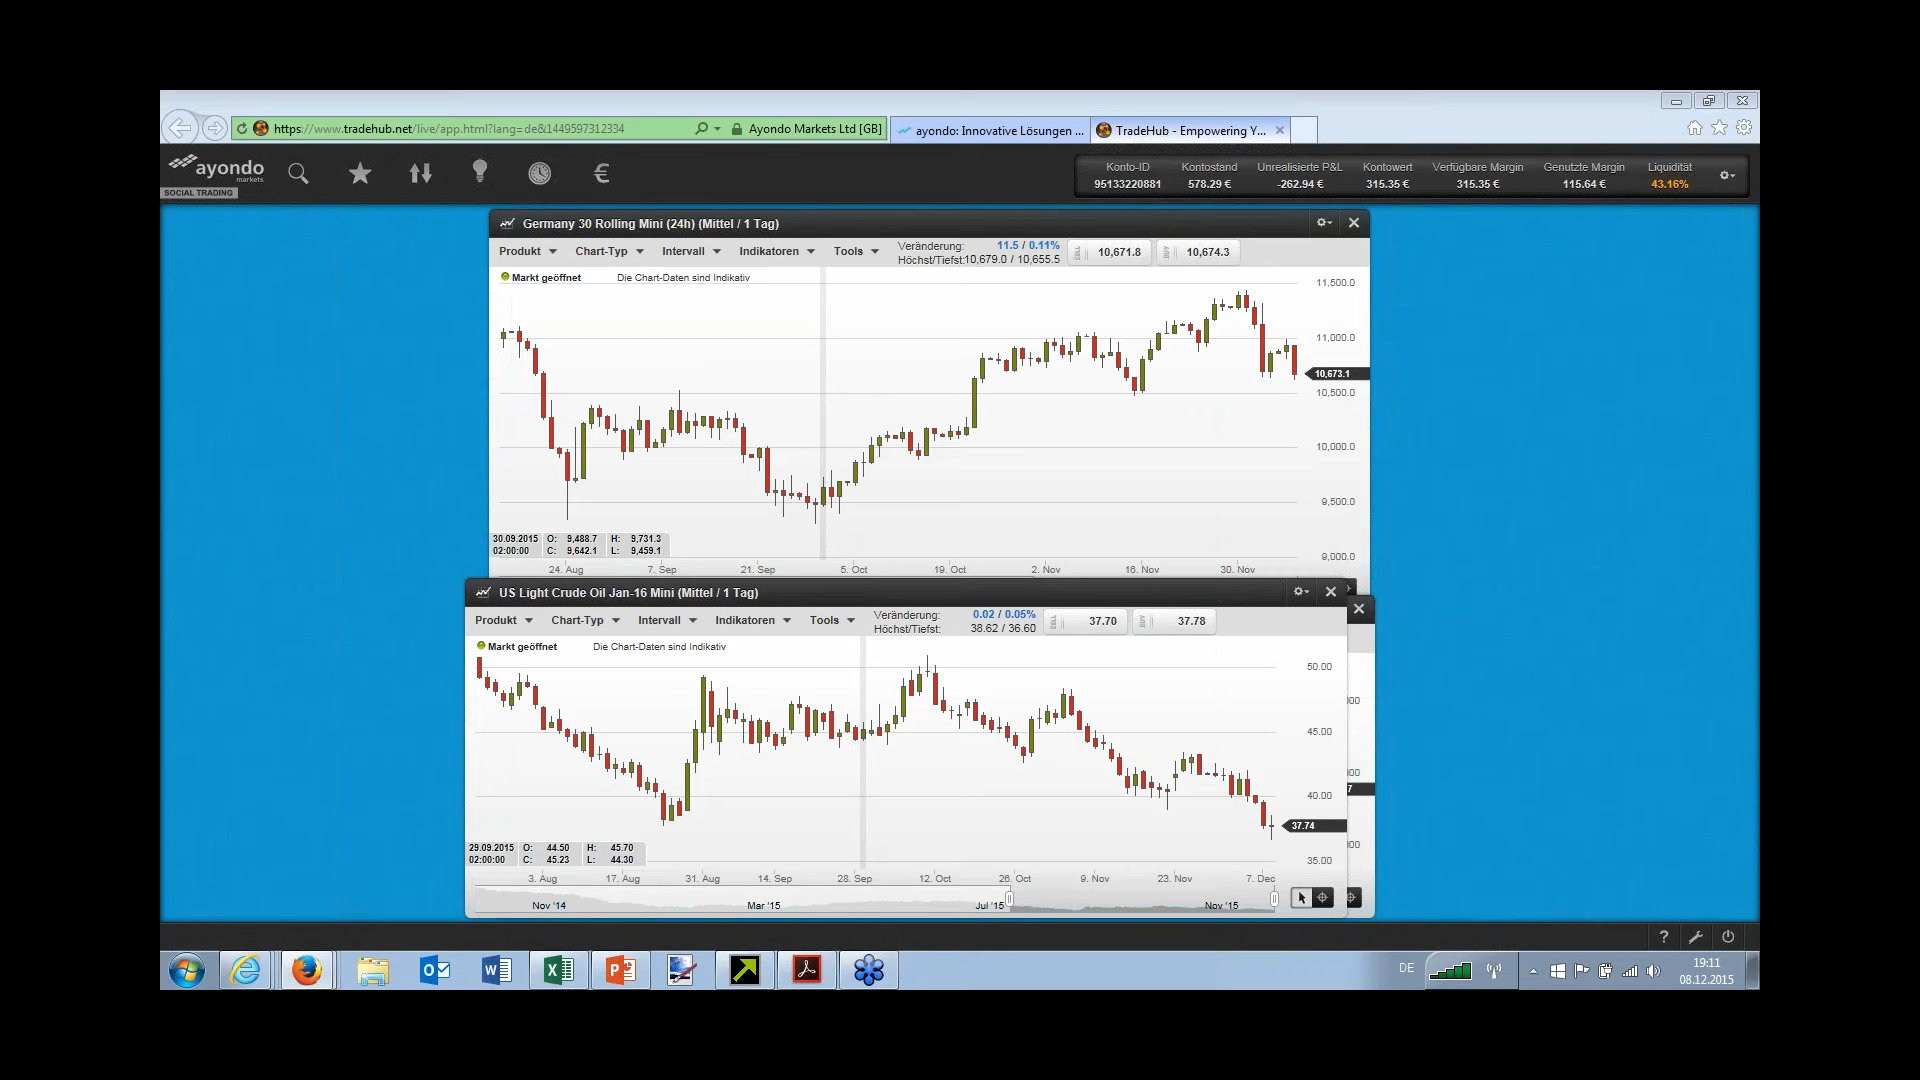 https://www.tradehub.net/live/app.html?lang=de&1449597312334
Ayondo Markets Ltd [GB]
ayondo: Innovative Lösungen ...
TradeHub - Empowering Y...
ayondo
markets
SOCIAL TRADING
€
Konto-ID Kontostand Unrealisierte P&L Kontowert Verfügbare Margin Genutzte Margin Liquidität
95133220881 578.29 € -262.94 € 315.35 € 315.35 € 115.64 € 43.16%
Germany 30 Rolling Mini (24h) (Mittel / 1 Tag)
Produkt Chart-Typ Intervall Indikatoren Tools
Veränderung: 11.5 / 0.11%
Höchst/Tiefst:10,679.0 / 10,655.5
SELL 10,671.8 BUY 10,674.3
Markt geöffnet Die Chart-Daten sind Indikativ
11,500.0
11,000.0
10,673.1
10,500.0
10,000.0
9,500.0
9,000.0
30.09.2015 O: 9,488.7 H: 9,731.3
02:00:00 C: 9,642.1 L: 9,459.1
24. Aug 7. Sep 21. Sep 5. Oct 19. Oct 2. Nov 16. Nov 30. Nov
US Light Crude Oil Jan-16 Mini (Mittel / 1 Tag)
Produkt Chart-Typ Intervall Indikatoren Tools
Veränderung: 0.02 / 0.05%
Höchst/Tiefst: 38.62 / 36.60
SELL 37.70 BUY 37.78
Markt geöffnet Die Chart-Daten sind Indikativ
50.00
45.00
40.00
37.74
35.00
29.09.2015 O: 44.50 H: 45.70
02:00:00 C: 45.23 L: 44.30
3. Aug 17. Aug 31. Aug 14. Sep 28. Sep 12. Oct 26. Oct 9. Nov 23. Nov 7. Dec
Nov '14 Mar '15 Jul '15 Nov '15
?
DE
19:11
08.12.2015